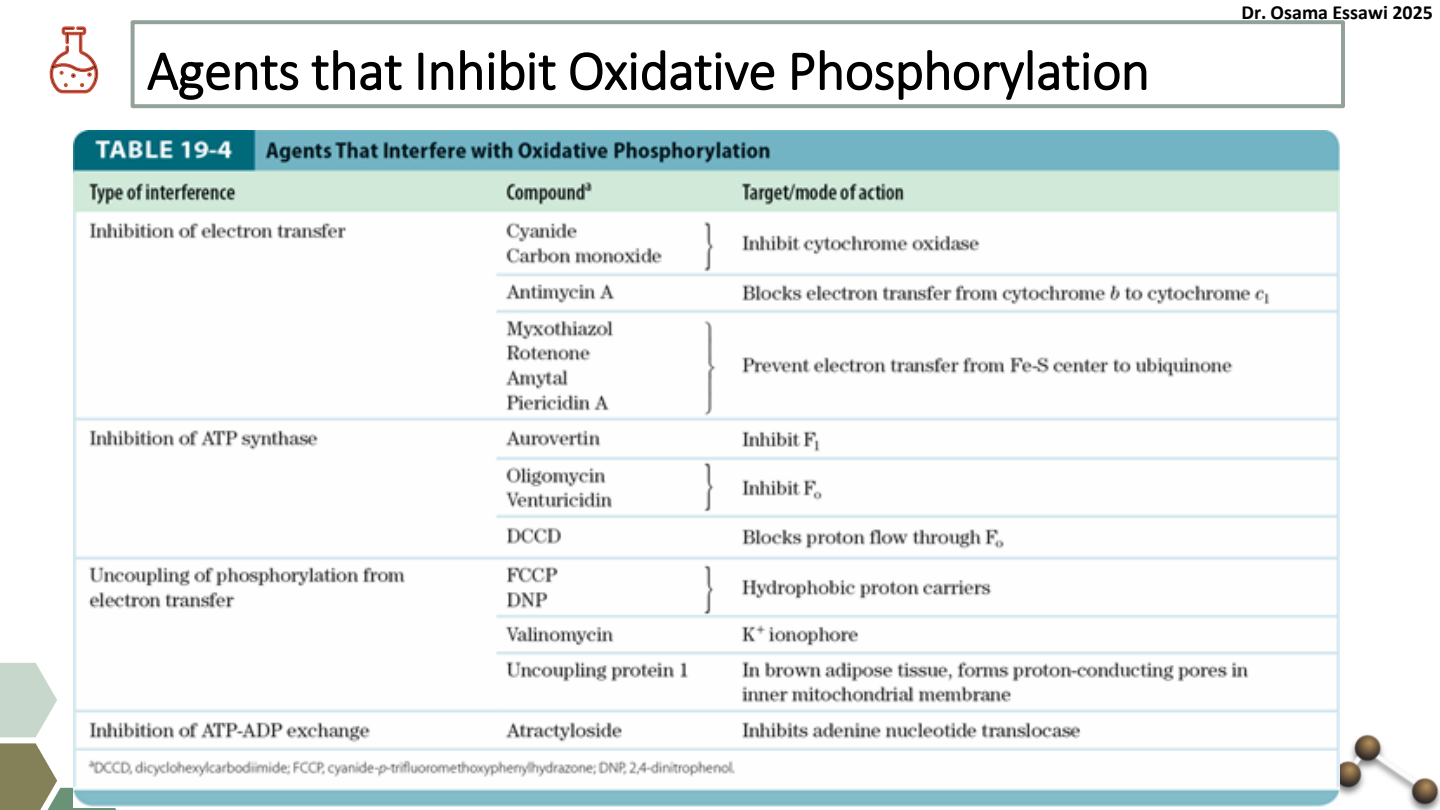 Dr. Osama Essawi 2025
Agents that Inhibit Oxidative Phosphorylation
TABLE 19-4 Agents That Interfere with Oxidative Phosphorylation
Type of interference Compoundᵃ Target/mode of action
Inhibition of electron transfer
Cyanide
Carbon monoxide
Inhibit cytochrome oxidase
Antimycin A Blocks electron transfer from cytochrome b to cytochrome c₁
Myxothiazol
Rotenone
Amytal
Piericidin A
Prevent electron transfer from Fe-S center to ubiquinone
Inhibition of ATP synthase Aurovertin Inhibit F₁
Oligomycin
Venturicidin
Inhibit Fₒ
DCCD Blocks proton flow through Fₒ
Uncoupling of phosphorylation from
electron transfer
FCCP
DNP
Hydrophobic proton carriers
Valinomycin K⁺ ionophore
Uncoupling protein 1 In brown adipose tissue, forms proton-conducting pores in
inner mitochondrial membrane
Inhibition of ATP-ADP exchange Atractyloside Inhibits adenine nucleotide translocase
ᵃDCCD, dicyclohexylcarbodiimide; FCCP, cyanide-p-trifluoromethoxyphenylhydrazone; DNP, 2,4-dinitrophenol.